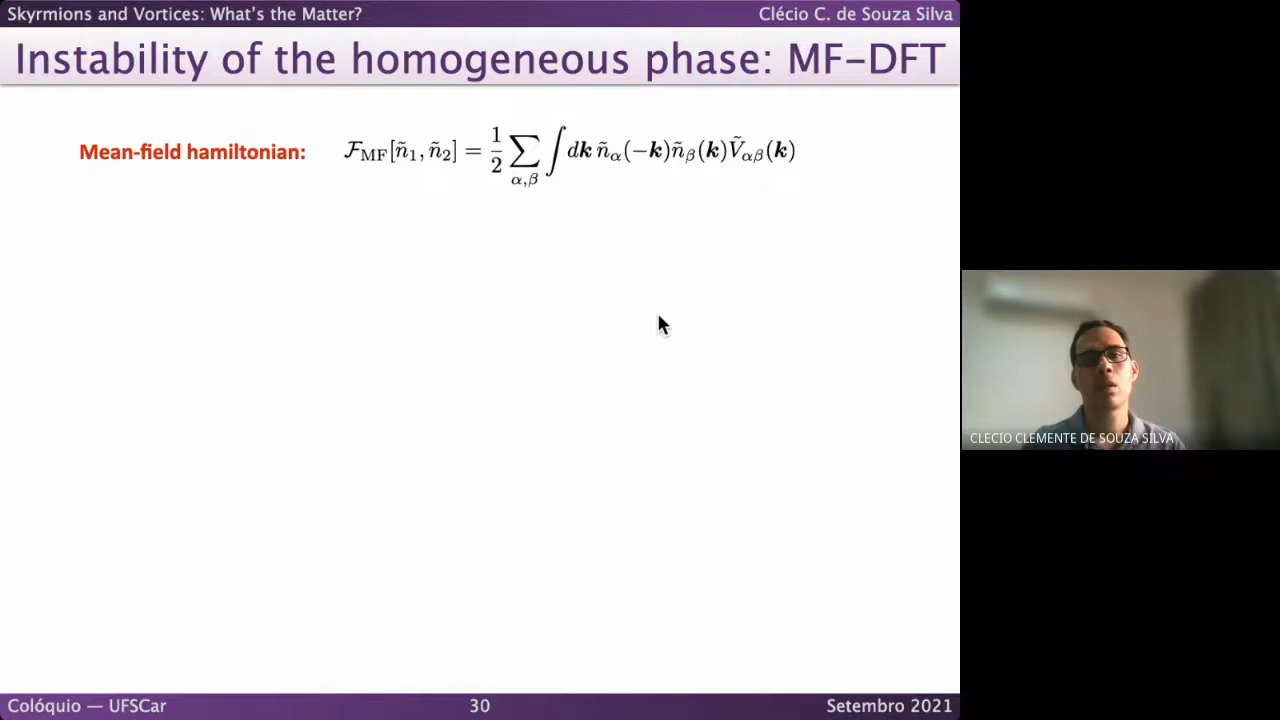 Skyrmions and Vortices: What's the Matter?
Clécio C. de Souza Silva
Instability of the homogeneous phase: MF-DFT
Mean-field hamiltonian: $\mathcal{F}_{\mathrm{MF}}[\tilde{n}_1, \tilde{n}_2] = \frac{1}{2} \sum_{\alpha,\beta} \int d\boldsymbol{k}\, \tilde{n}_\alpha(-\boldsymbol{k}) \tilde{n}_\beta(\boldsymbol{k}) \tilde{V}_{\alpha\beta}(\boldsymbol{k})$
CLECIO CLEMENTE DE SOUZA SILVA
Colóquio — UFSCar
30
Setembro 2021